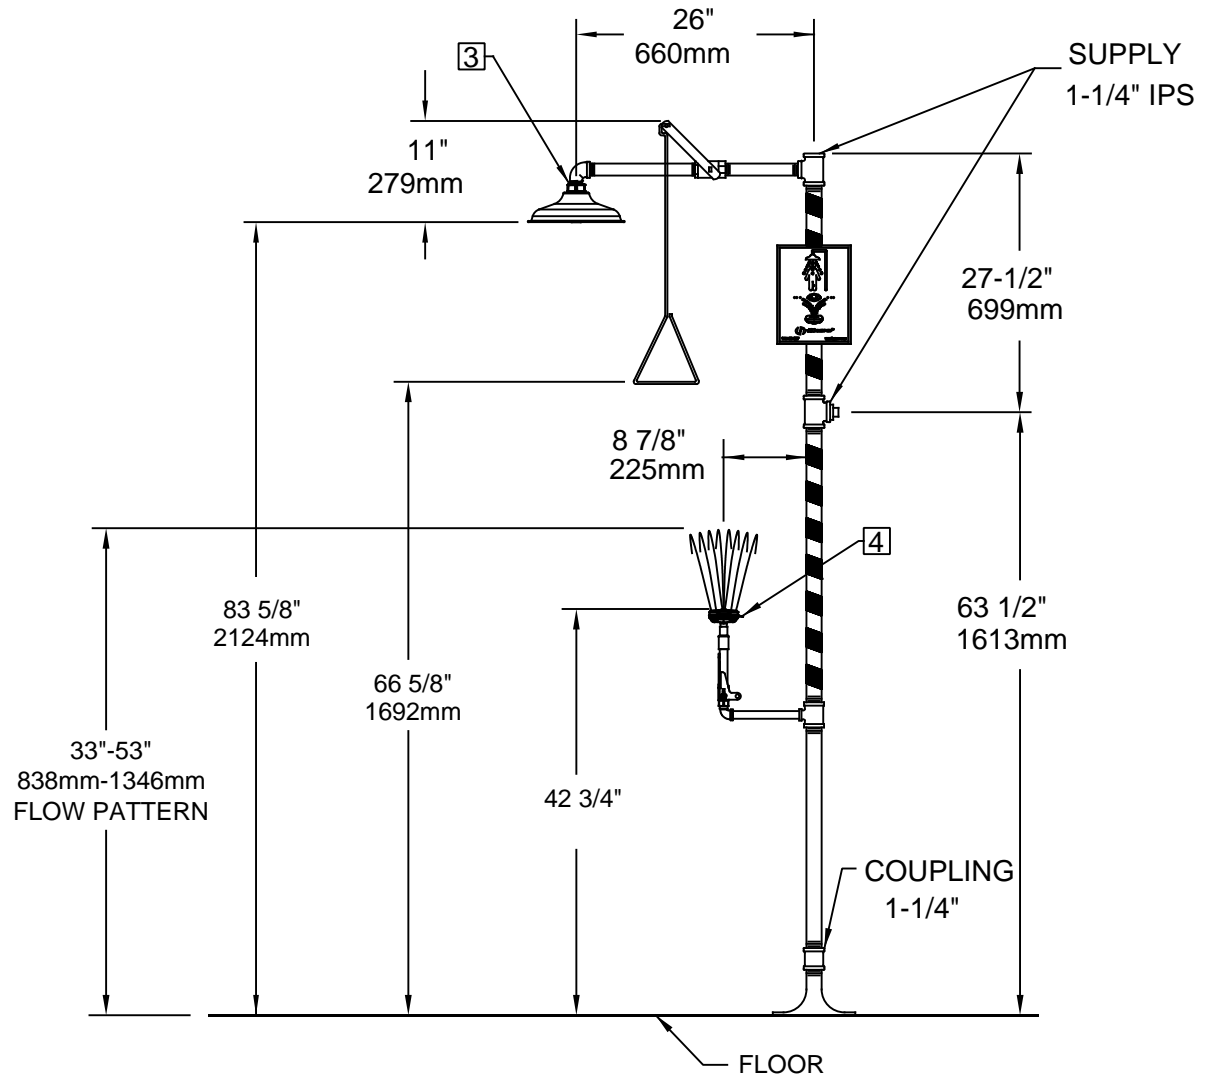 26"
660mm
3
SUPPLY
1-1/4" IPS
11"
279mm
27-1/2"
699mm
8 7/8"
225mm
4
83 5/8"
2124mm
63 1/2"
1613mm
66 5/8"
1692mm
33"-53"
838mm-1346mm
FLOW PATTERN
42 3/4"
COUPLING
1-1/4"
FLOOR